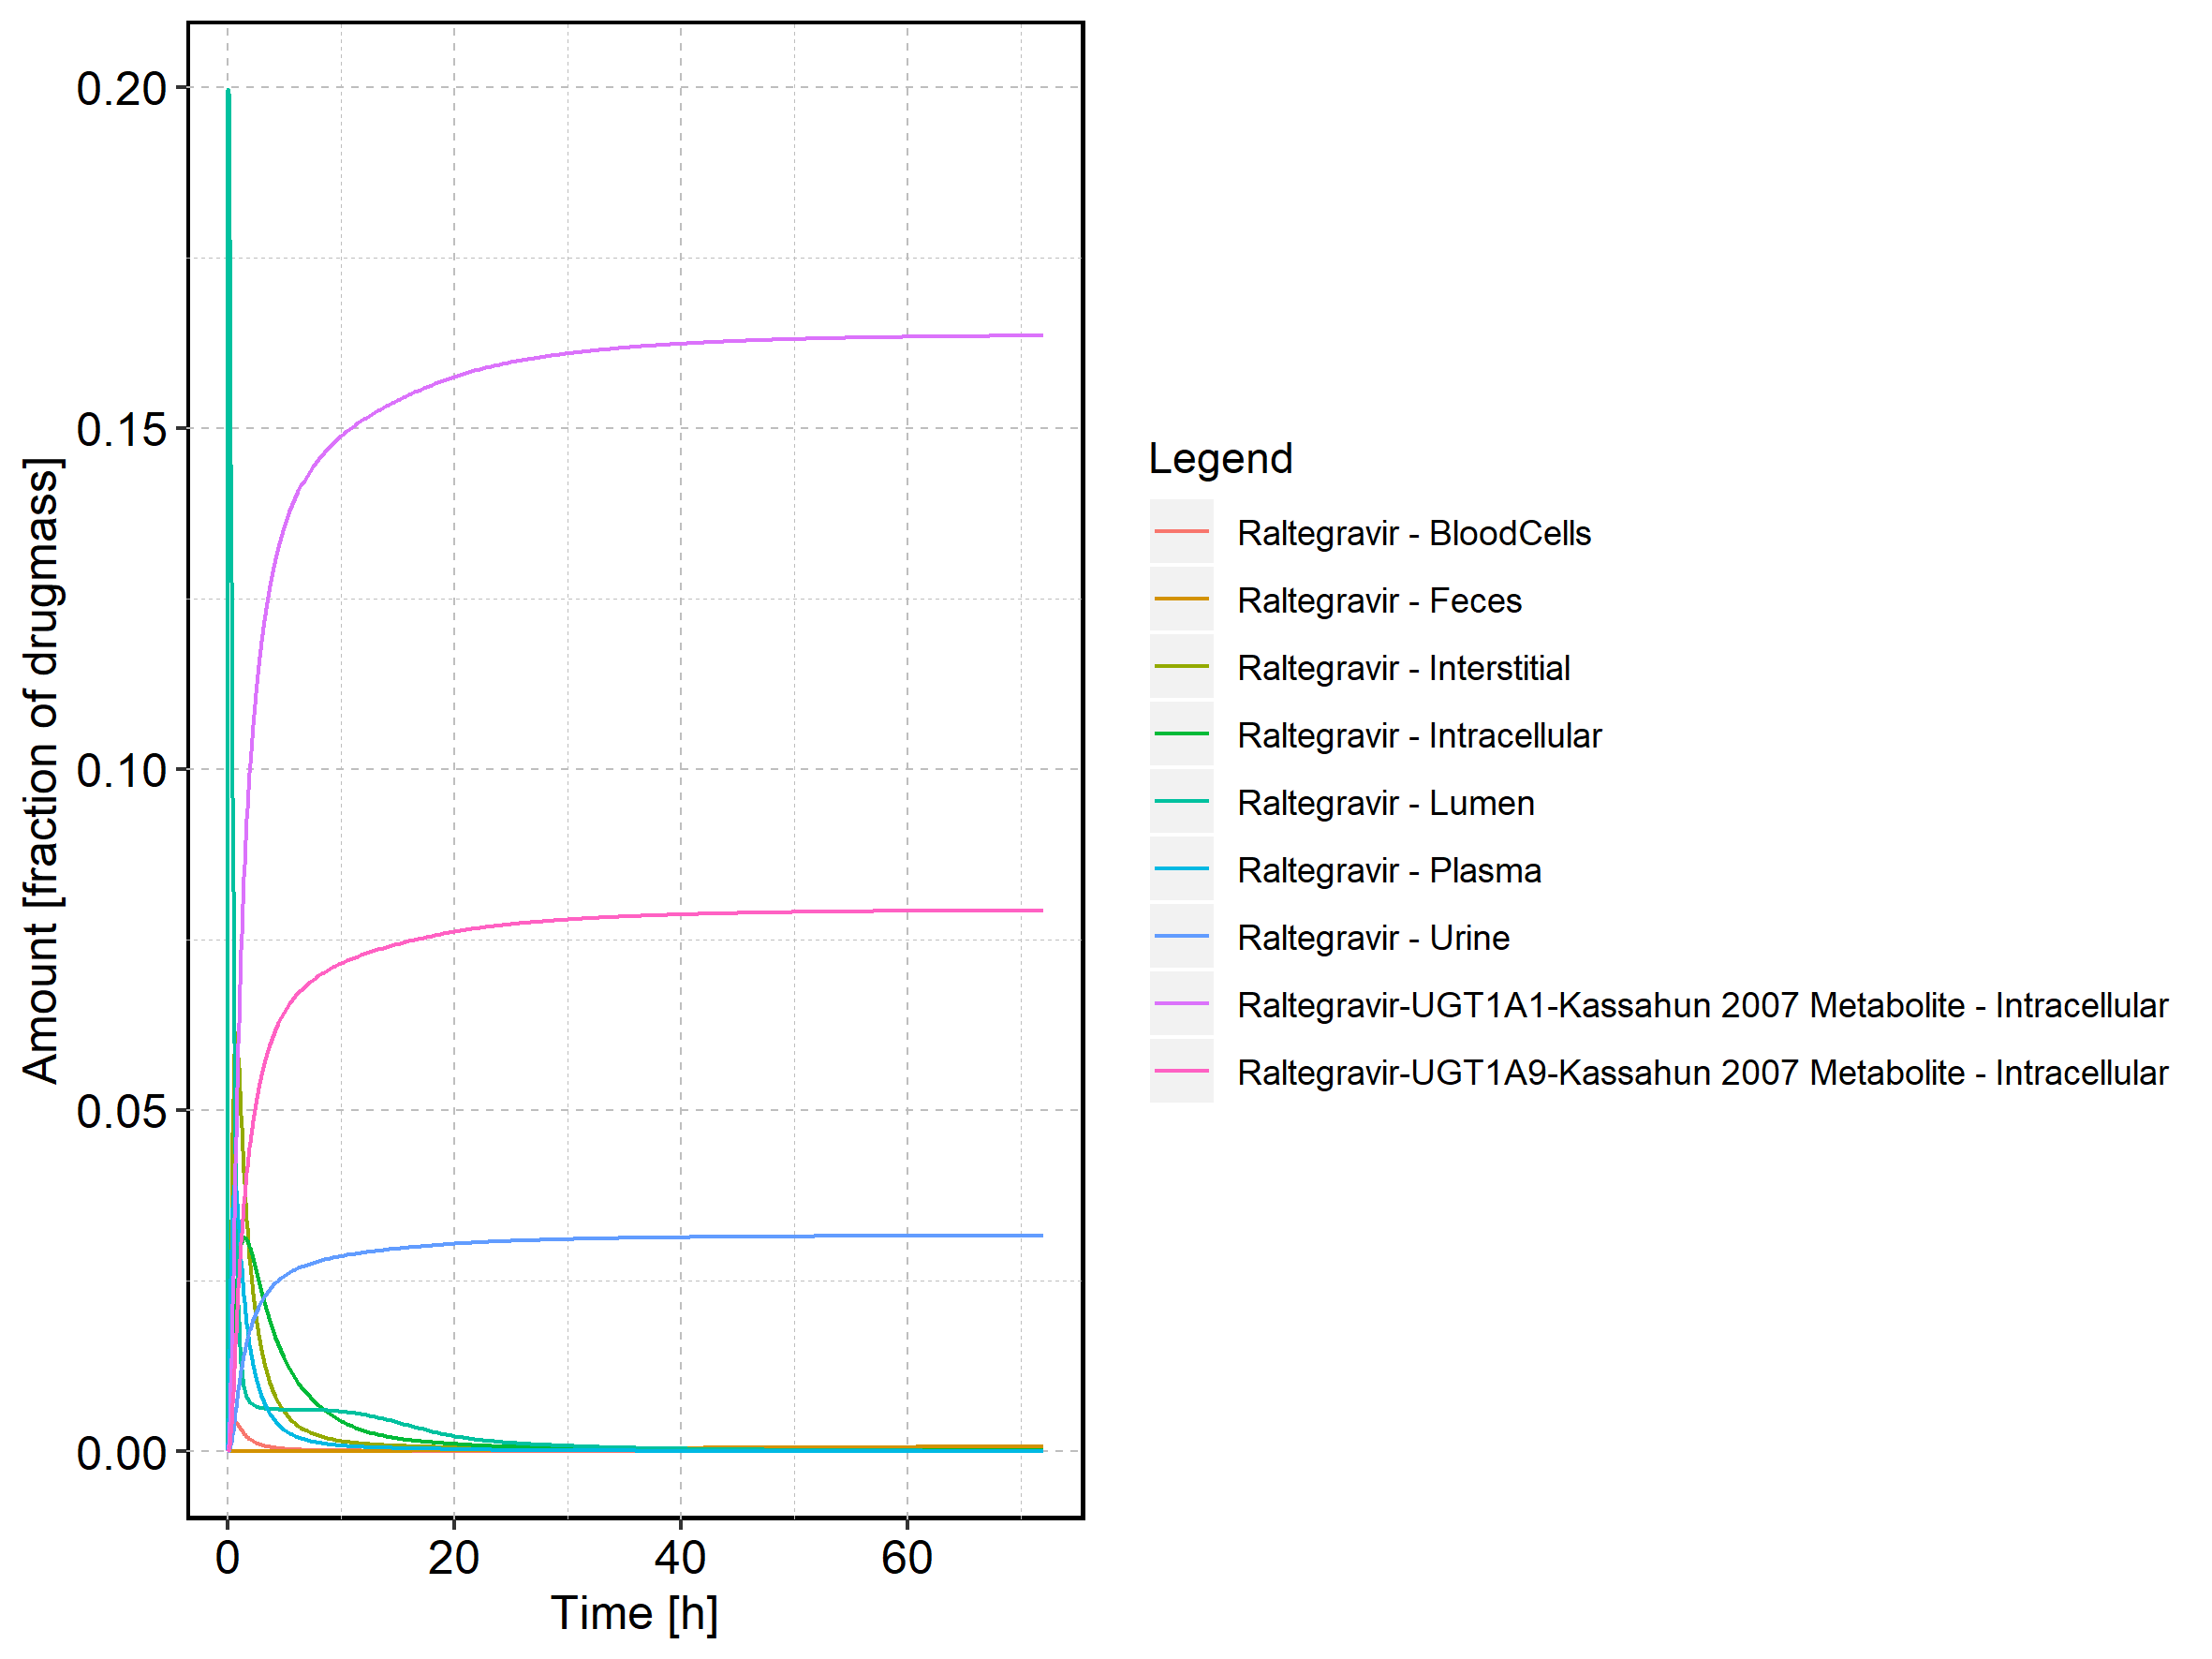 0.20
0.15
0.10
0.05
0.00
Amount [fraction of drugmass]
0 20 40 60
Time [h]
Legend
Raltegravir - BloodCells
Raltegravir - Feces
Raltegravir - Interstitial
Raltegravir - Intracellular
Raltegravir - Lumen
Raltegravir - Plasma
Raltegravir - Urine
Raltegravir-UGT1A1-Kassahun 2007 Metabolite - Intracellular
Raltegravir-UGT1A9-Kassahun 2007 Metabolite - Intracellular